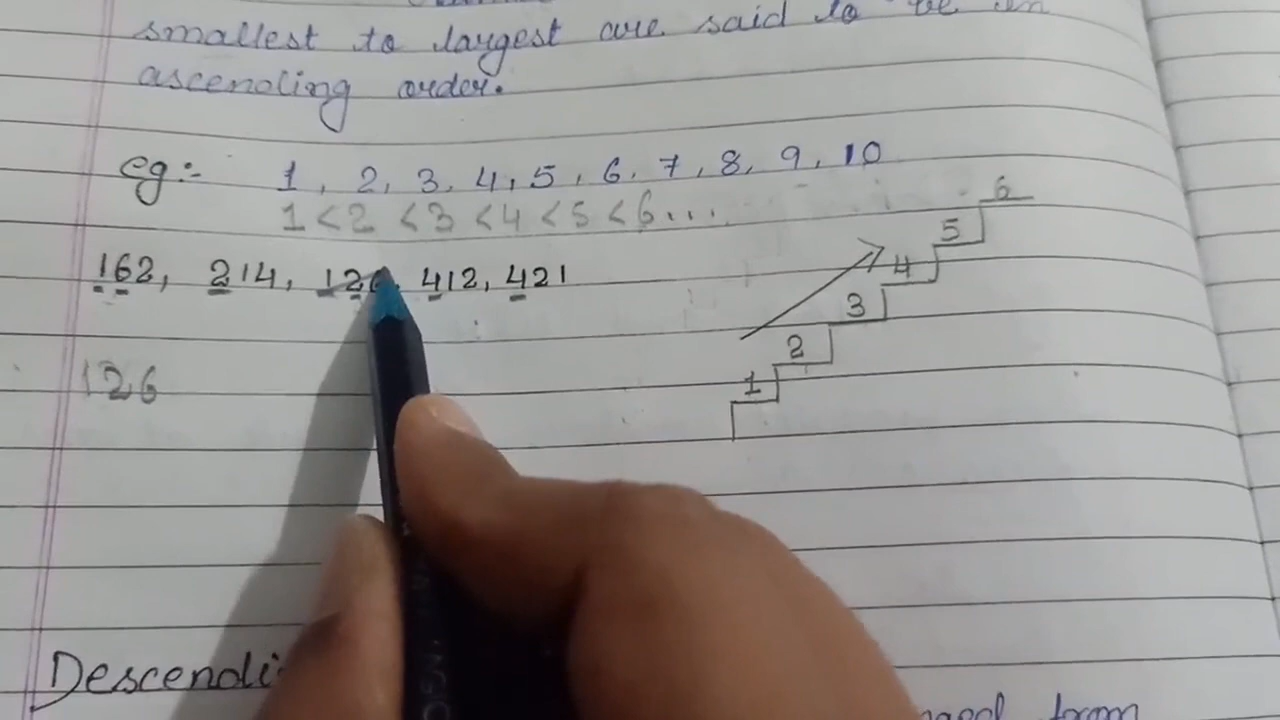 smallest to largest are said to be in
ascending order.
eg:- 1, 2, 3, 4, 5, 6, 7, 8, 9, 10
1 < 2 < 3 < 4 < 5 < 6 ...
162, 214, 126, 412, 421
126
6
5
4
3
2
1
Descendi
from